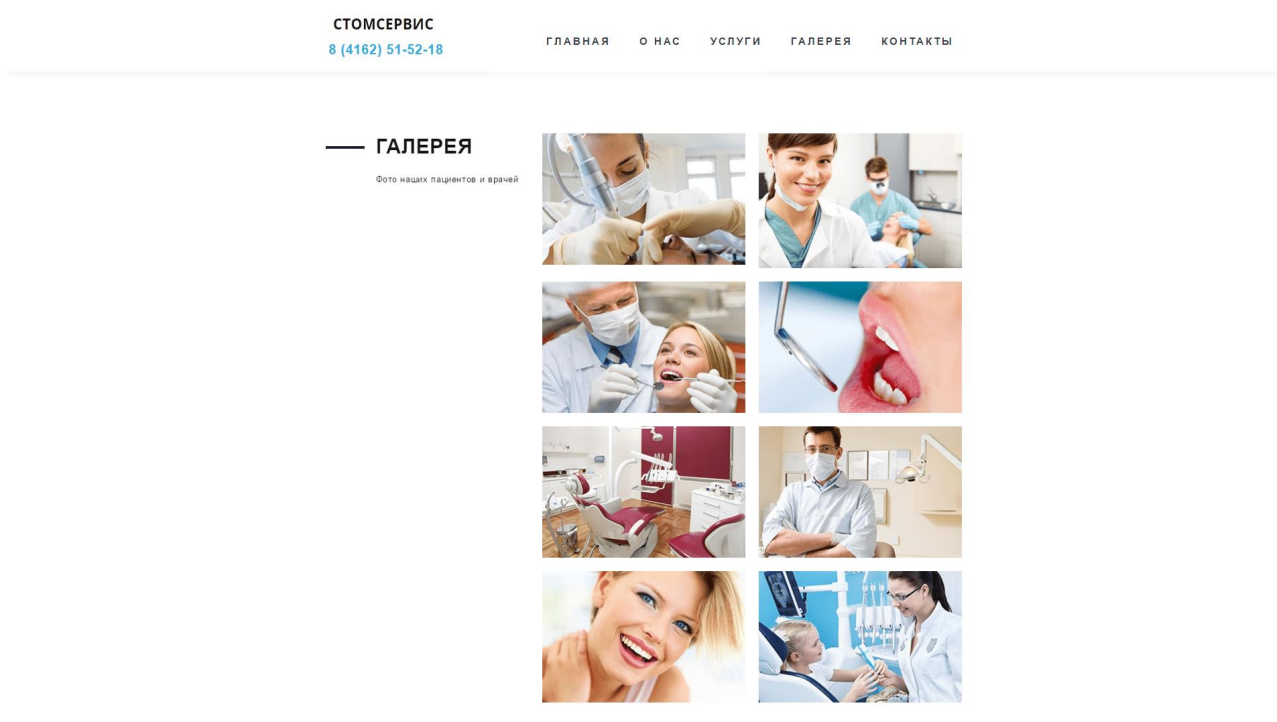 СТОМСЕРВИС
8 (4162) 51-52-18
ГЛАВНАЯ О НАС УСЛУГИ ГАЛЕРЕЯ КОНТАКТЫ
ГАЛЕРЕЯ
Фото наших пациентов и врачей